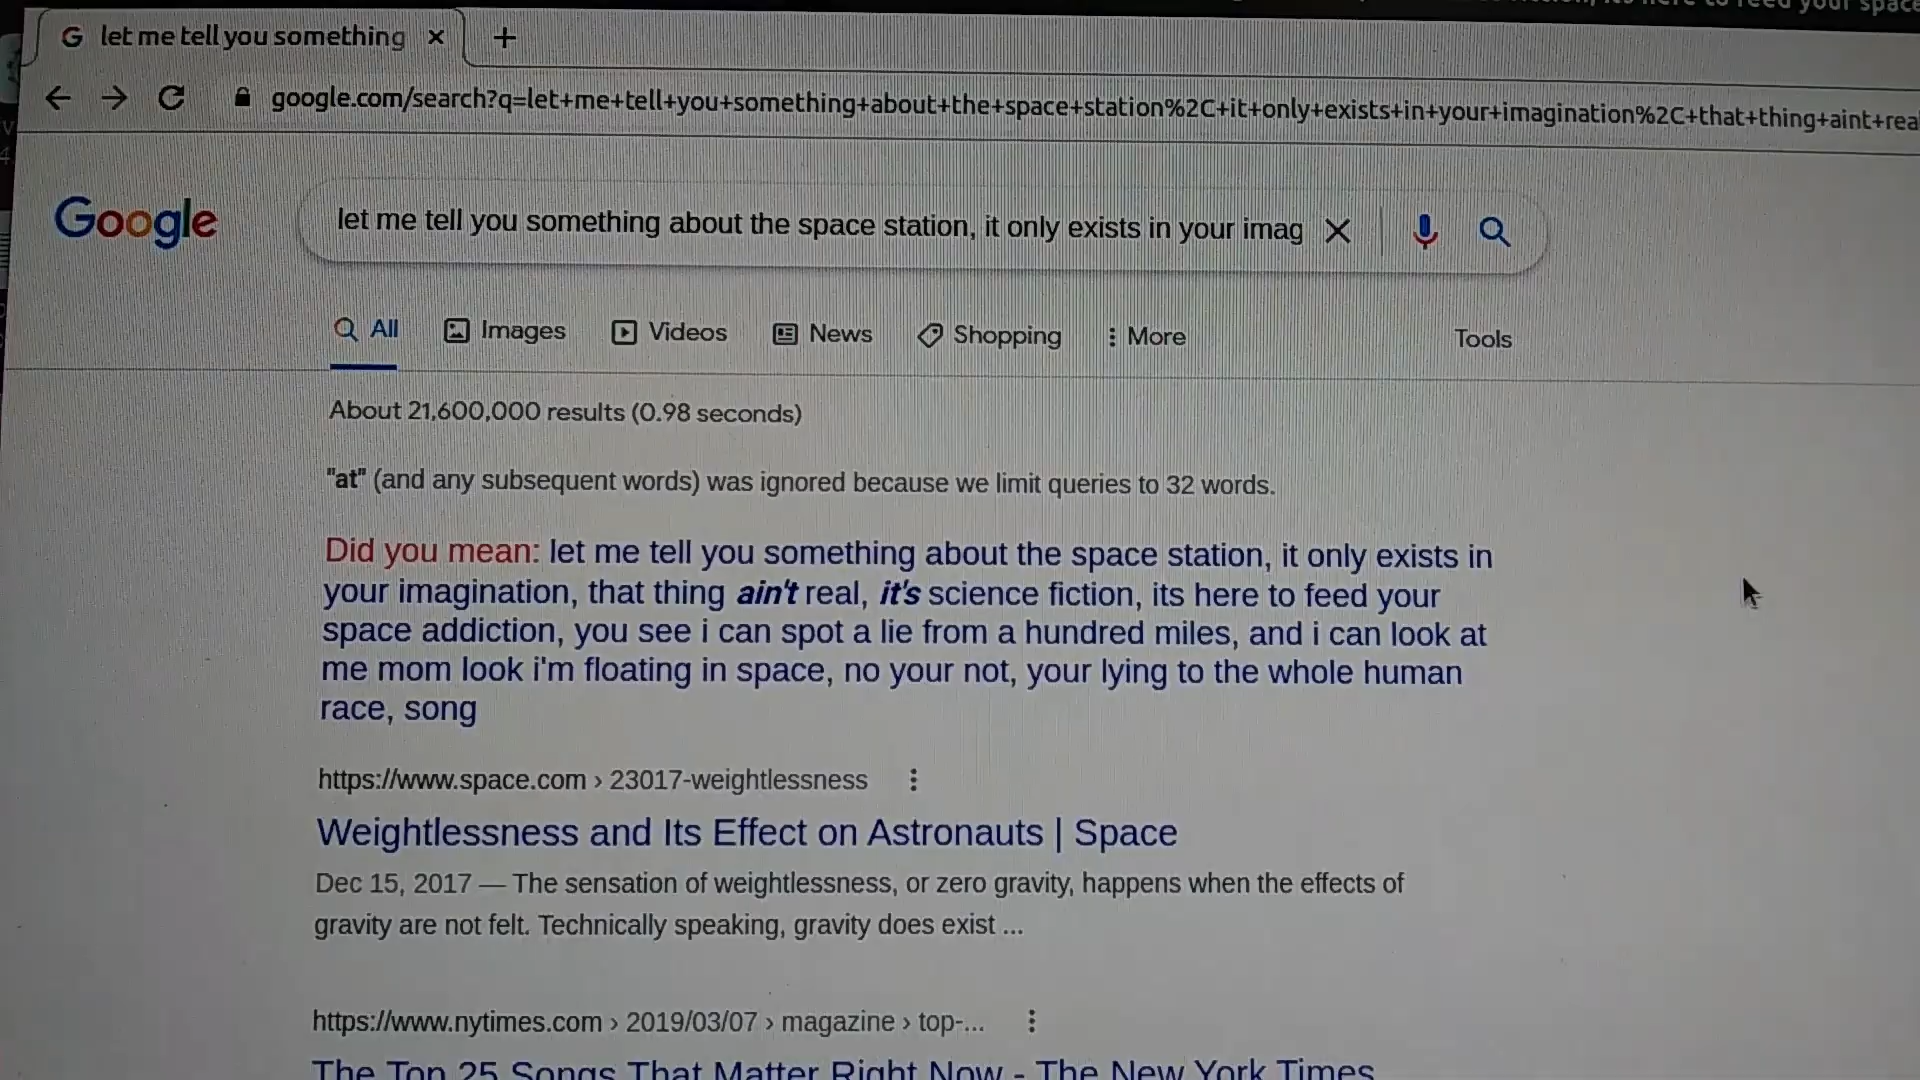 your space
G let me tell you something × +
google.com/search?q=let+me+tell+you+something+about+the+space+station%2C+it+only+exists+in+your+imagination%2C+that+thing+aint+rea
Google let me tell you something about the space station, it only exists in your imag
All Images Videos News Shopping More Tools
About 21,600,000 results (0.98 seconds)
"at" (and any subsequent words) was ignored because we limit queries to 32 words.
Did you mean: let me tell you something about the space station, it only exists in
your imagination, that thing ain't real, it's science fiction, its here to feed your
space addiction, you see i can spot a lie from a hundred miles, and i can look at
me mom look i'm floating in space, no your not, your lying to the whole human
race, song
https://www.space.com › 23017-weightlessness
Weightlessness and Its Effect on Astronauts | Space
Dec 15, 2017 — The sensation of weightlessness, or zero gravity, happens when the effects of
gravity are not felt. Technically speaking, gravity does exist ...
https://www.nytimes.com › 2019/03/07 › magazine › top-...
The Top 25 Songs That Matter Right Now - The New York Times